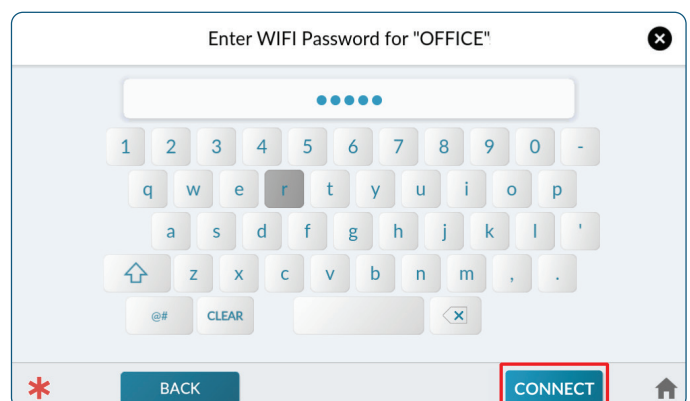 Enter WIFI Password for "OFFICE"
●●●●●
1 2 3 4 5 6 7 8 9 0 -
q w e r t y u i o p
a s d f g h j k l '
z x c v b n m , .
@# CLEAR
BACK CONNECT